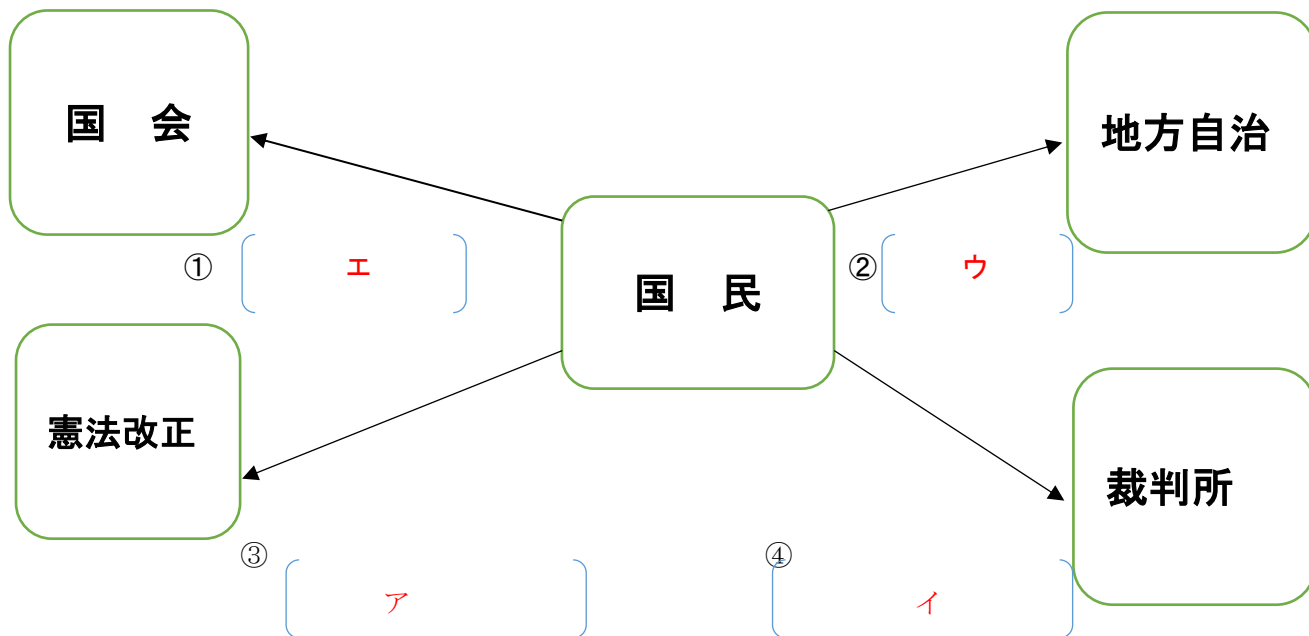 国　会
地方自治
国　民
① エ
② ウ
憲法改正
裁判所
③ ア
④ イ